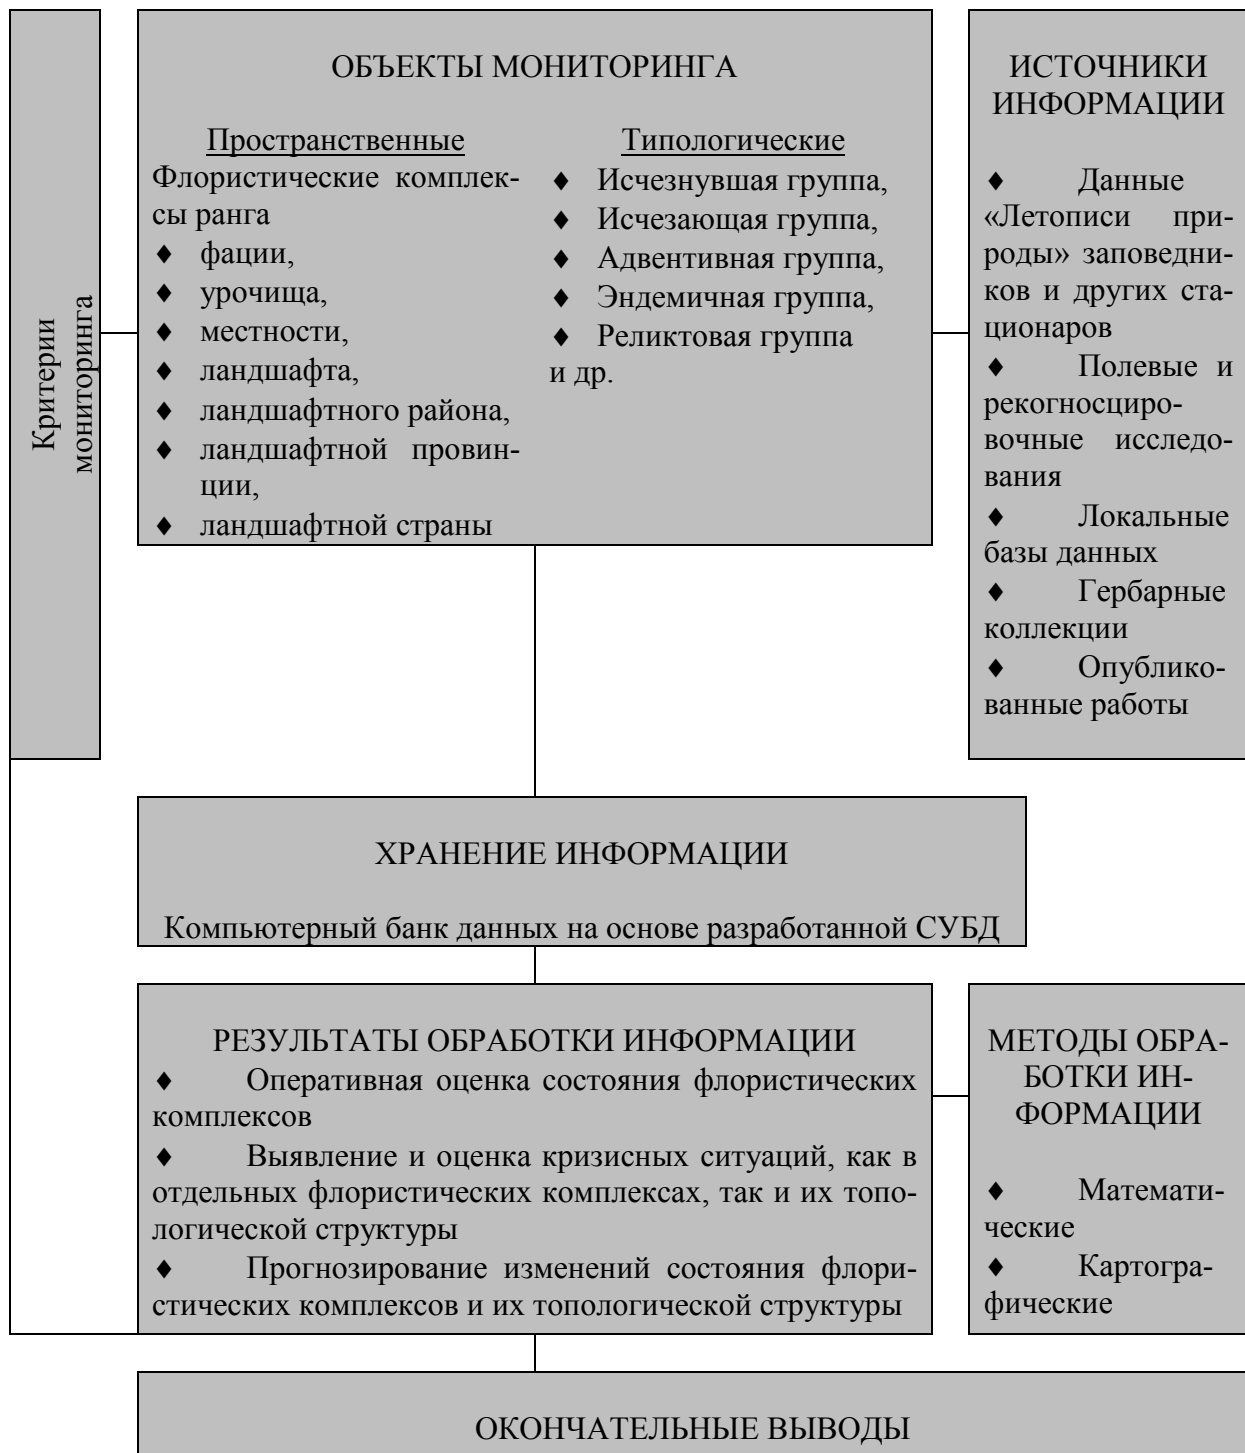 Критерии
мониторинга
ОБЪЕКТЫ МОНИТОРИНГА
Пространственные
Флористические комплек-
сы ранга
♦ фации,
♦ урочища,
♦ местности,
♦ ландшафта,
♦ ландшафтного района,
♦ ландшафтной провин-
ции,
♦ ландшафтной страны
Типологические
♦ Исчезнувшая группа,
♦ Исчезающая группа,
♦ Адвентивная группа,
♦ Эндемичная группа,
♦ Реликтовая группа
и др.
ИСТОЧНИКИ
ИНФОРМАЦИИ
♦ Данные
«Летописи при-
роды» заповедни-
ков и других ста-
ционаров
♦ Полевые и
рекогносциро-
вочные исследо-
вания
♦ Локальные
базы данных
♦ Гербарные
коллекции
♦ Опублико-
ванные работы
ХРАНЕНИЕ ИНФОРМАЦИИ
Компьютерный банк данных на основе разработанной СУБД
РЕЗУЛЬТАТЫ ОБРАБОТКИ ИНФОРМАЦИИ
♦ Оперативная оценка состояния флористических
комплексов
♦ Выявление и оценка кризисных ситуаций, как в
отдельных флористических комплексах, так и их топо-
логической структуры
♦ Прогнозирование изменений состояния флори-
стических комплексов и их топологической структуры
МЕТОДЫ ОБРА-
БОТКИ ИН-
ФОРМАЦИИ
♦ Математи-
ческие
♦ Картогра-
фические
ОКОНЧАТЕЛЬНЫЕ ВЫВОДЫ